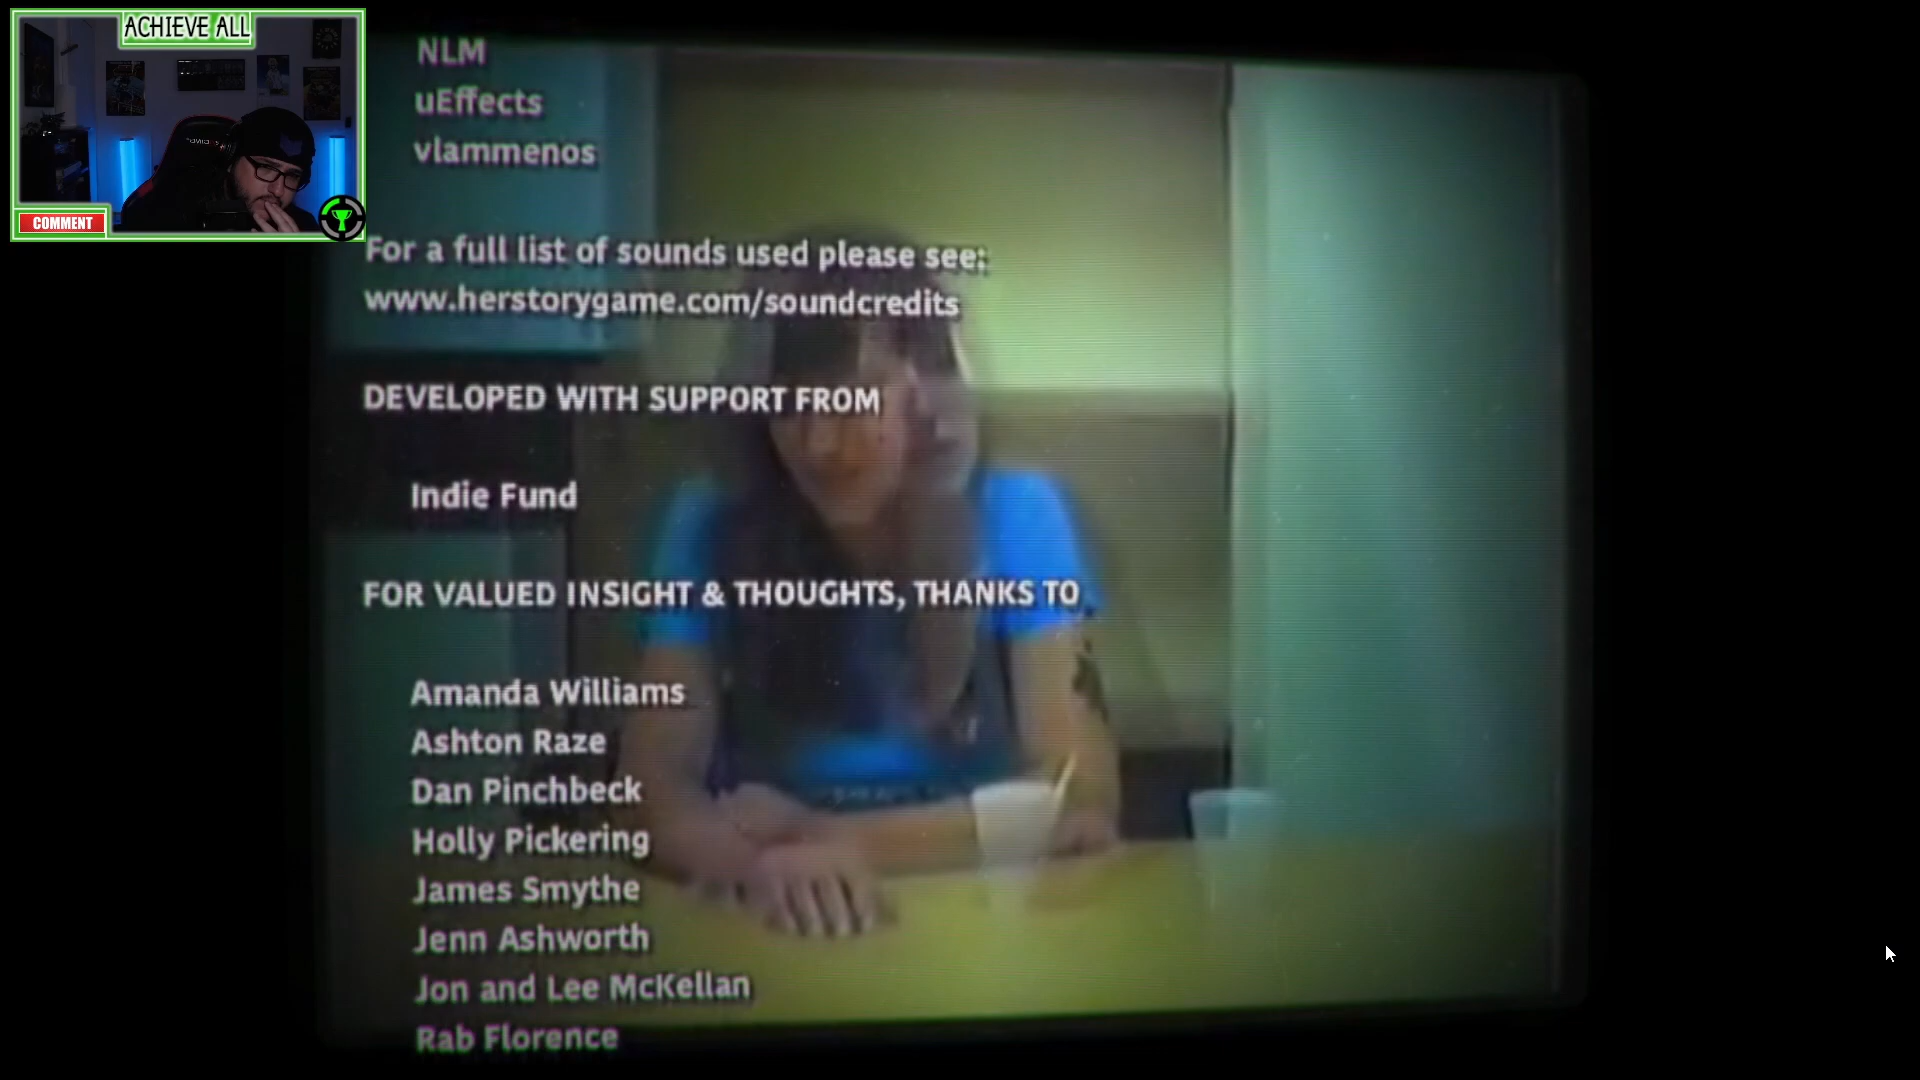 ACHIEVE ALL
COMMENT
NLM
uEffects
vlammenos
For a full list of sounds used please see:
www.herstorygame.com/soundcredits
DEVELOPED WITH SUPPORT FROM
Indie Fund
FOR VALUED INSIGHT & THOUGHTS, THANKS TO
Amanda Williams
Ashton Raze
Dan Pinchbeck
Holly Pickering
James Smythe
Jenn Ashworth
Jon and Lee McKellan
Rab Florence